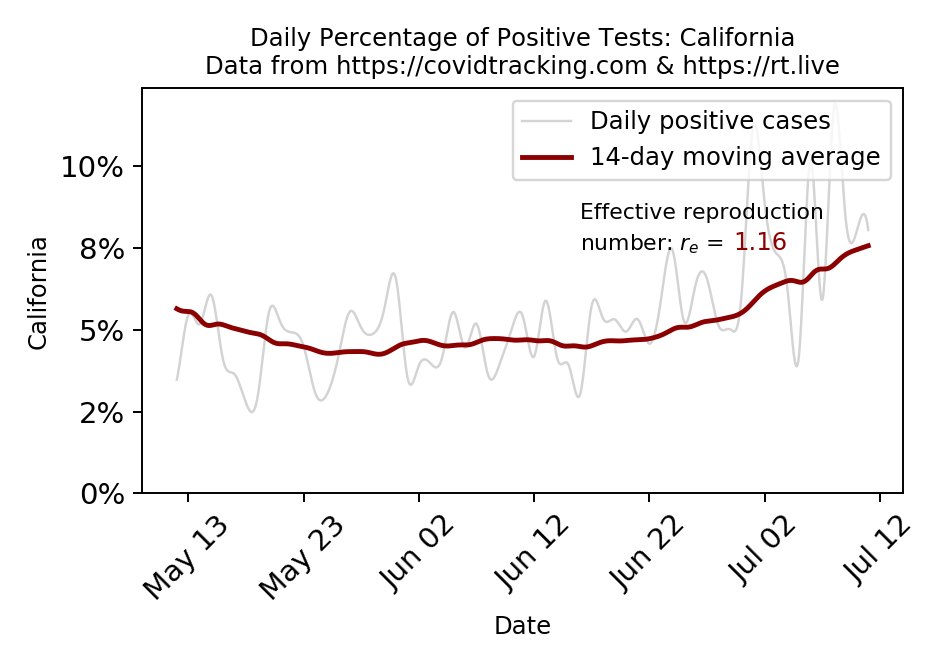 Daily Percentage of Positive Tests: California
Data from https://covidtracking.com & https://rt.live
Daily positive cases
14-day moving average
Effective reproduction
number: rₑ = 1.16
10%
8%
5%
2%
0%
California
May 13
May 23
Jun 02
Jun 12
Jun 22
Jul 02
Jul 12
Date